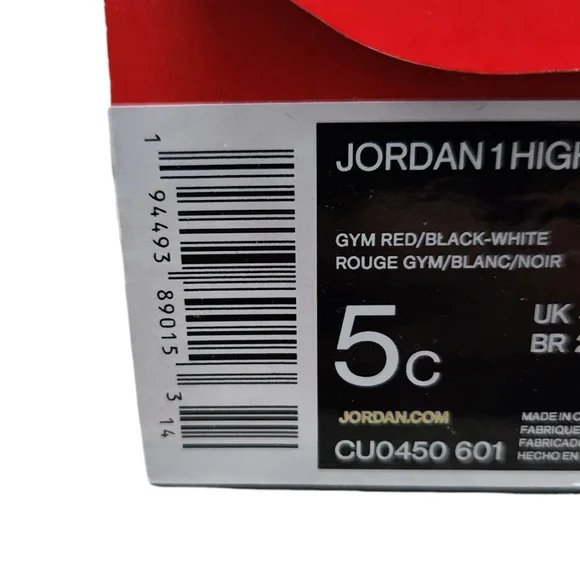 1 94493 89015 3 14
JORDAN 1 HIGH
GYM RED/BLACK-WHITE
ROUGE GYM/BLANC/NOIR
5C
UK
BR 2
JORDAN.COM
CU0450 601
MADE IN C
FABRIQUE
FABRICADO
HECHO EN